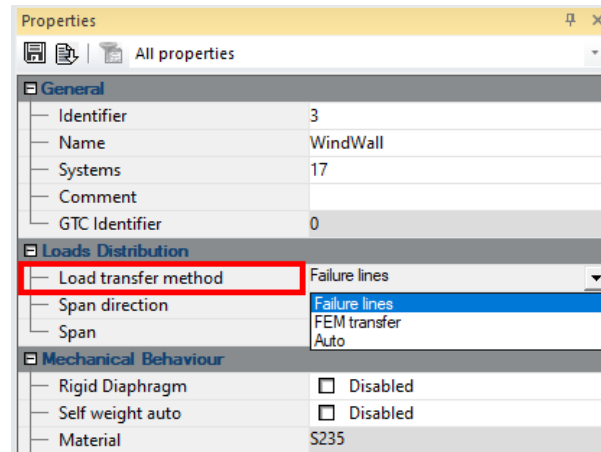 Properties
All properties
General
Identifier 3
Name WindWall
Systems 17
Comment
GTC Identifier 0
Loads Distribution
Load transfer method Failure lines
Span direction Failure lines
FEM transfer
Span Auto
Mechanical Behaviour
Rigid Diaphragm Disabled
Self weight auto Disabled
Material S235